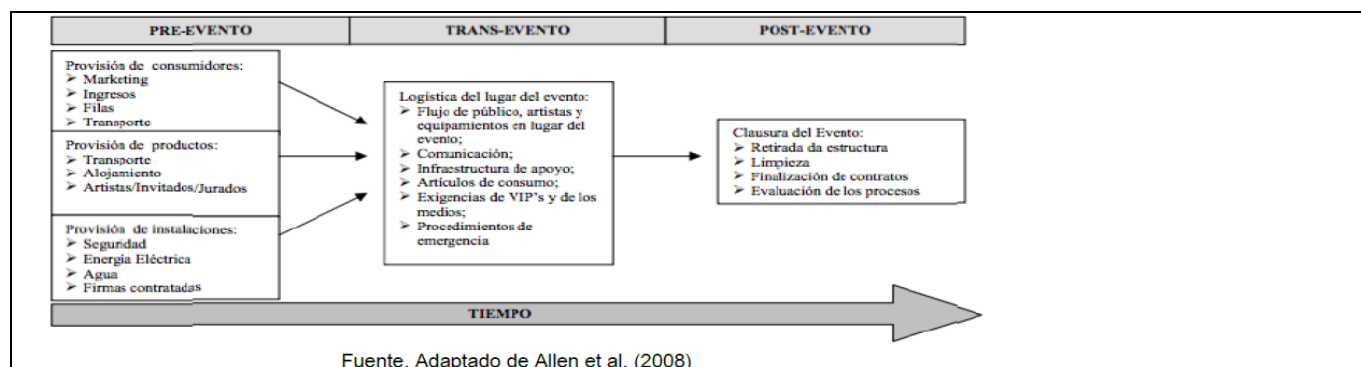 PRE-EVENTO
TRANS-EVENTO
POST-EVENTO
Provisión de consumidores:
➤ Marketing
➤ Ingresos
➤ Filas
➤ Transporte
Provisión de productos:
➤ Transporte
➤ Alojamiento
➤ Artistas/Invitados/Jurados
Provisión de instalaciones:
➤ Seguridad
➤ Energía Eléctrica
➤ Agua
➤ Firmas contratadas
Logística del lugar del evento:
➤ Flujo de público, artistas y
equipamientos en lugar del
evento;
➤ Comunicación;
➤ Infraestructura de apoyo;
➤ Artículos de consumo;
➤ Exigencias de VIP's y de los
medios;
➤ Procedimientos de
emergencia
Clausura del Evento:
➤ Retirada da estructura
➤ Limpieza
➤ Finalización de contratos
➤ Evaluación de los procesos
TIEMPO
Fuente. Adaptado de Allen et al. (2008)